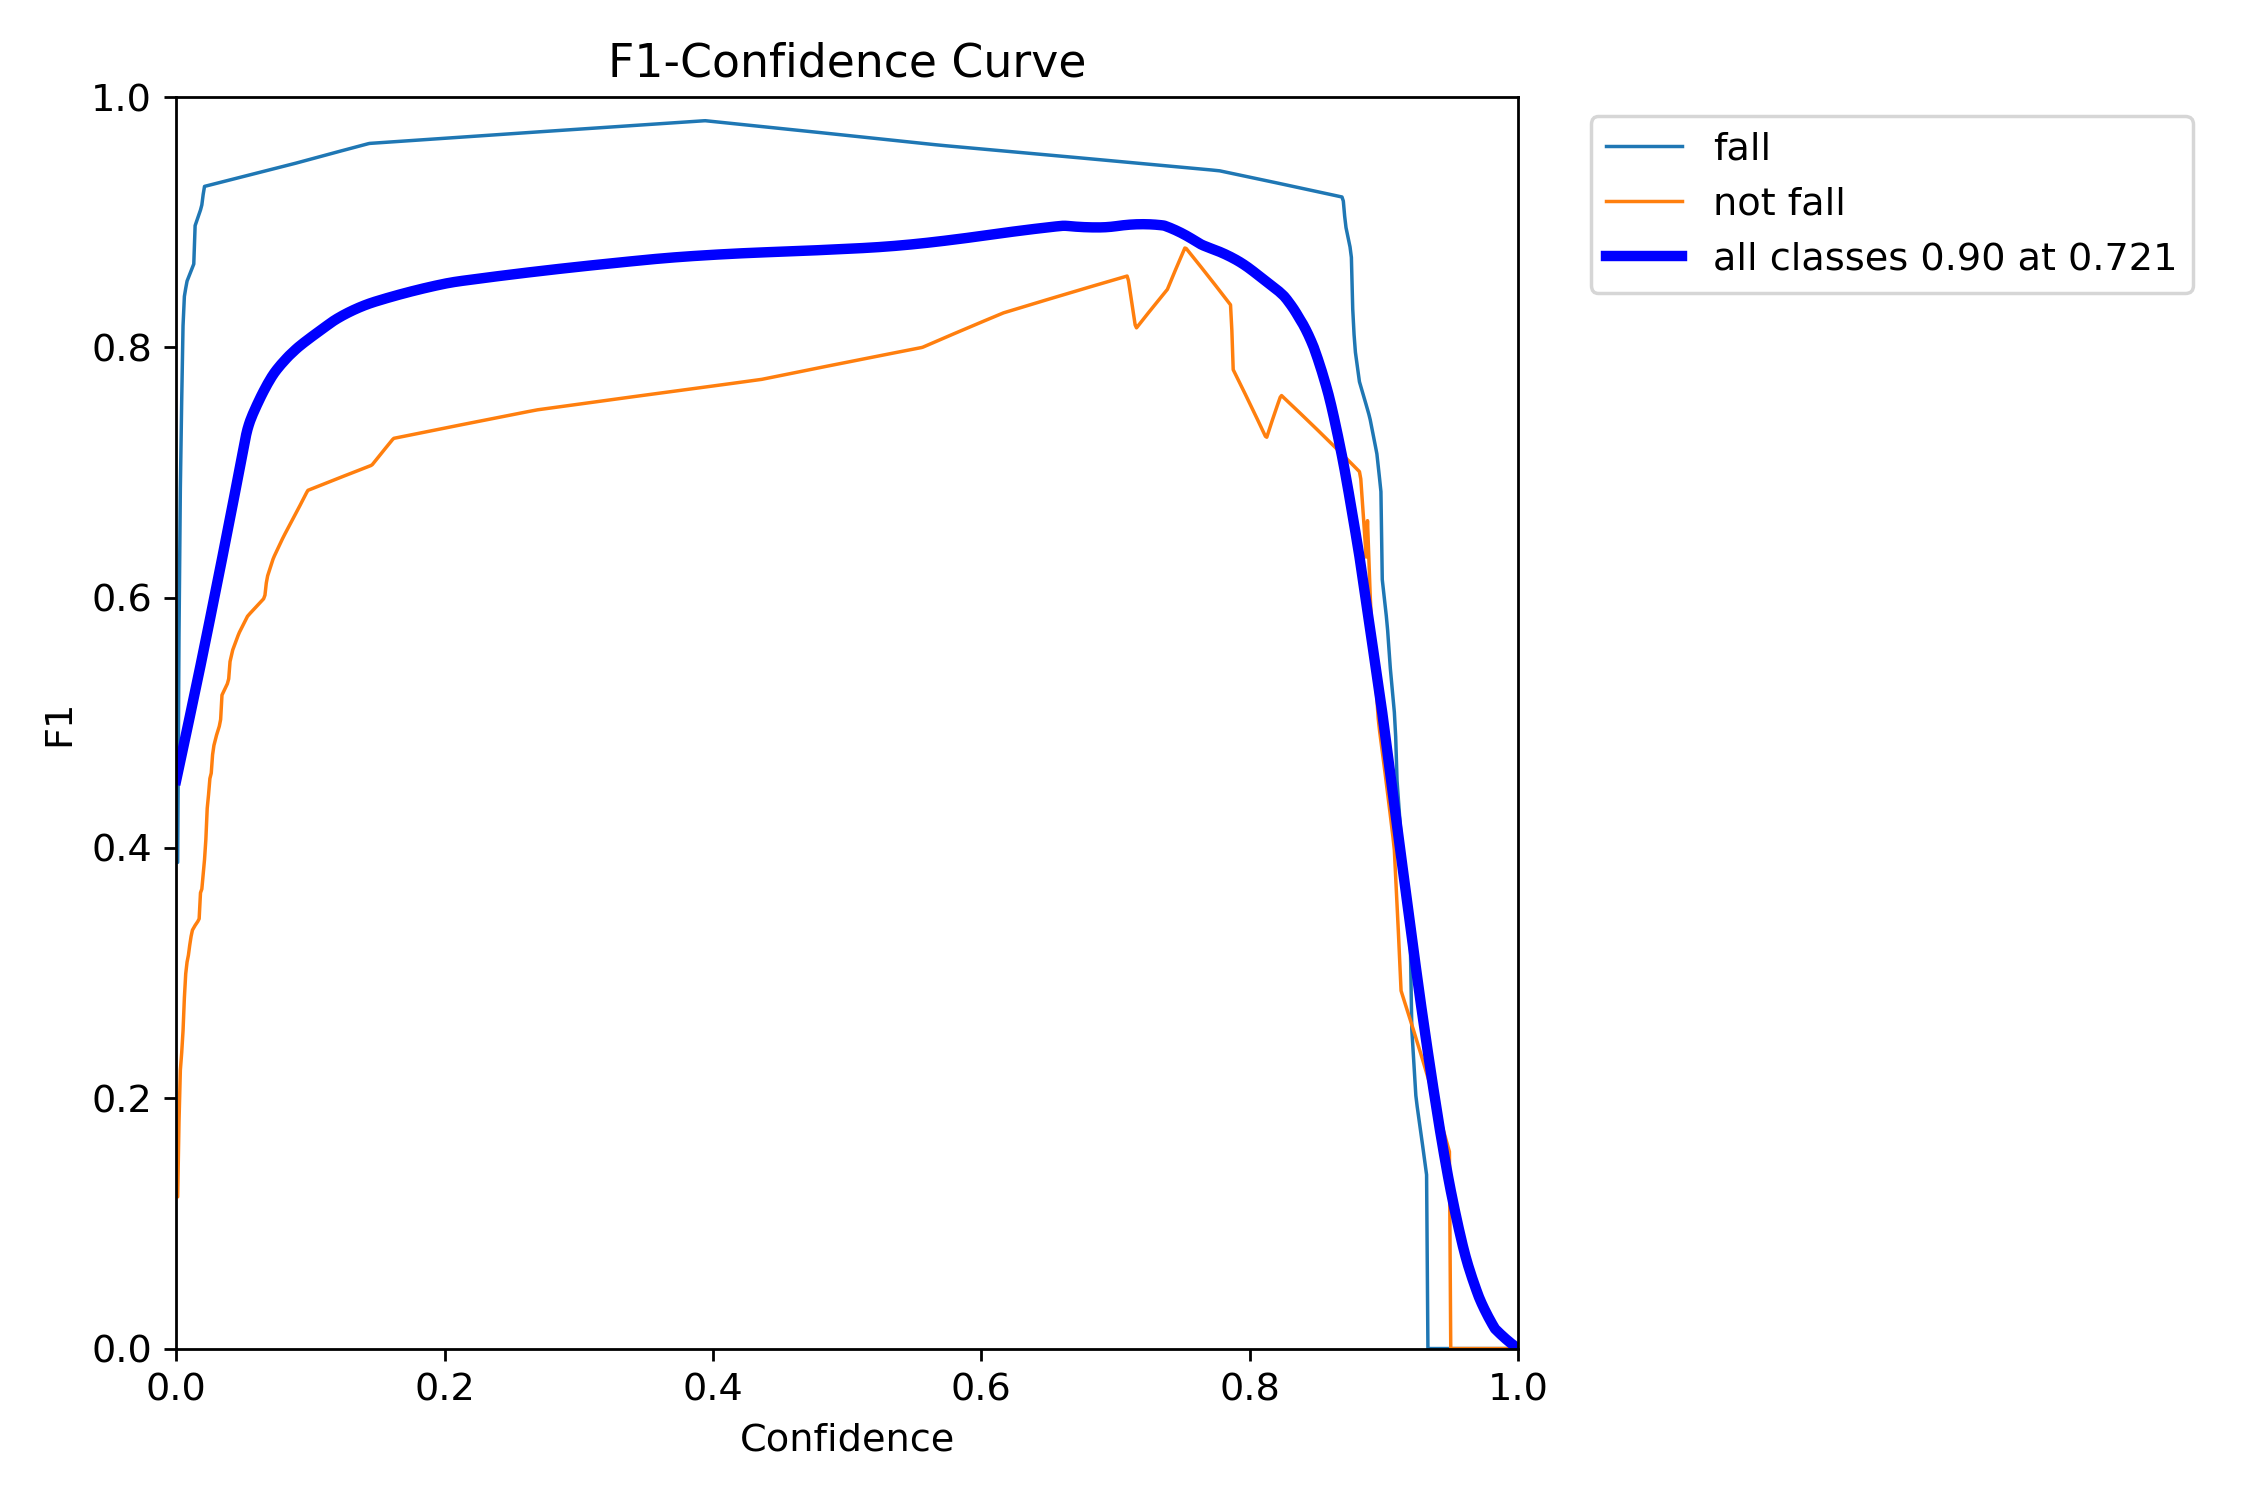 F1-Confidence Curve
1.0
0.8
0.6
0.4
0.2
0.0
F1
0.0 0.2 0.4 0.6 0.8 1.0
Confidence
fall
not fall
all classes 0.90 at 0.721